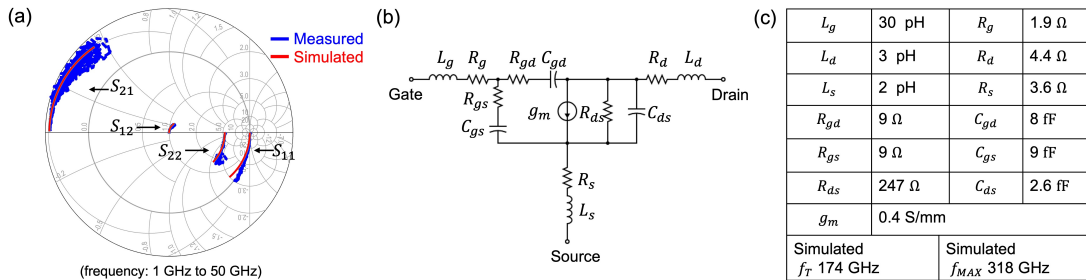 (a)
Measured
Simulated
S21
S12
S22
S11
(frequency: 1 GHz to 50 GHz)
(b)
Lg Rg Rgd Cgd Rd Ld
Gate
Drain
Rgs
Cgs
gm
Rds
Cds
Rs
Ls
Source
(c)
Lg 30 pH Rg 1.9 Ω
Ld 3 pH Rd 4.4 Ω
Ls 2 pH Rs 3.6 Ω
Rgd 9 Ω Cgd 8 fF
Rgs 9 Ω Cgs 9 fF
Rds 247 Ω Cds 2.6 fF
gm 0.4 S/mm
Simulated
fT 174 GHz
Simulated
fMAX 318 GHz